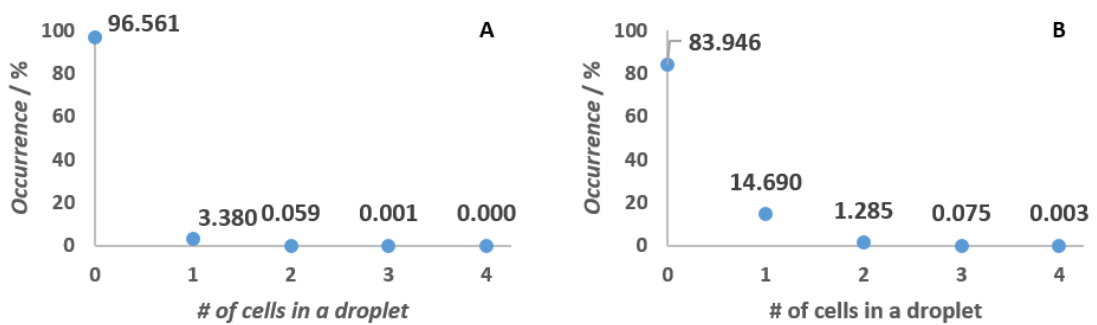 A
Occurrence / %
100
80
60
40
20
0
96.561
3.380
0.059
0.001
0.000
0 1 2 3 4
# of cells in a droplet
B
Occurrence / %
100
80
60
40
20
0
83.946
14.690
1.285
0.075
0.003
0 1 2 3 4
# of cells in a droplet